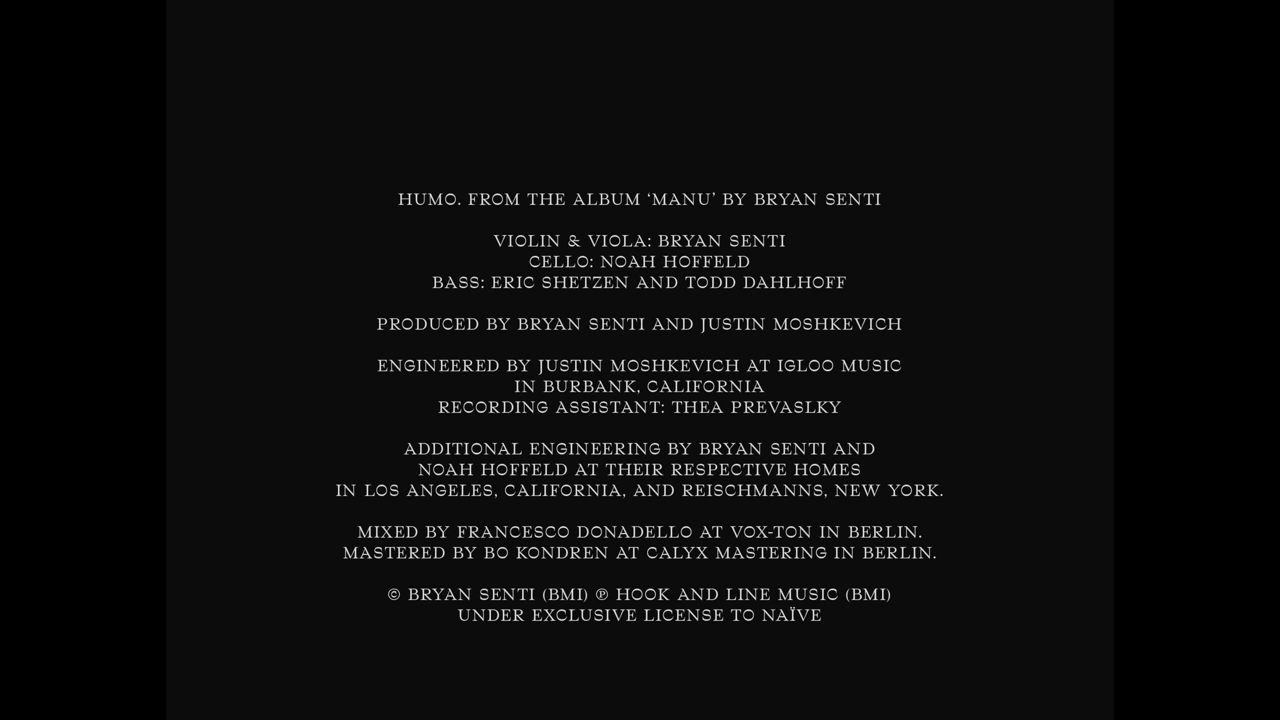 HUMO. FROM THE ALBUM ‘MANU’ BY BRYAN SENTI
VIOLIN & VIOLA: BRYAN SENTI
CELLO: NOAH HOFFELD
BASS: ERIC SHETZEN AND TODD DAHLHOFF
PRODUCED BY BRYAN SENTI AND JUSTIN MOSHKEVICH
ENGINEERED BY JUSTIN MOSHKEVICH AT IGLOO MUSIC
IN BURBANK, CALIFORNIA
RECORDING ASSISTANT: THEA PREVASLKY
ADDITIONAL ENGINEERING BY BRYAN SENTI AND
NOAH HOFFELD AT THEIR RESPECTIVE HOMES
IN LOS ANGELES, CALIFORNIA, AND REISCHMANNS, NEW YORK.
MIXED BY FRANCESCO DONADELLO AT VOX-TON IN BERLIN.
MASTERED BY BO KONDREN AT CALYX MASTERING IN BERLIN.
© BRYAN SENTI (BMI) ℗ HOOK AND LINE MUSIC (BMI)
UNDER EXCLUSIVE LICENSE TO NAÏVE